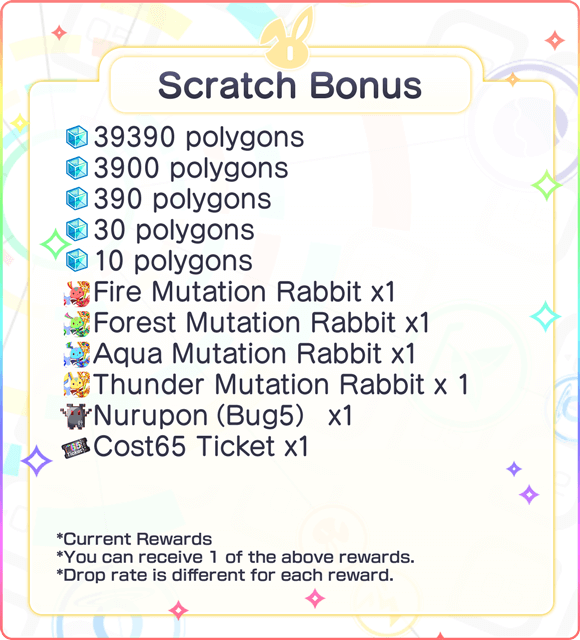 Scratch Bonus
39390 polygons
3900 polygons
390 polygons
30 polygons
10 polygons
Fire Mutation Rabbit x1
Forest Mutation Rabbit x1
Aqua Mutation Rabbit x1
Thunder Mutation Rabbit x 1
Nurupon (Bug5) x1
Cost65 Ticket x1
*Current Rewards
*You can receive 1 of the above rewards.
*Drop rate is different for each reward.